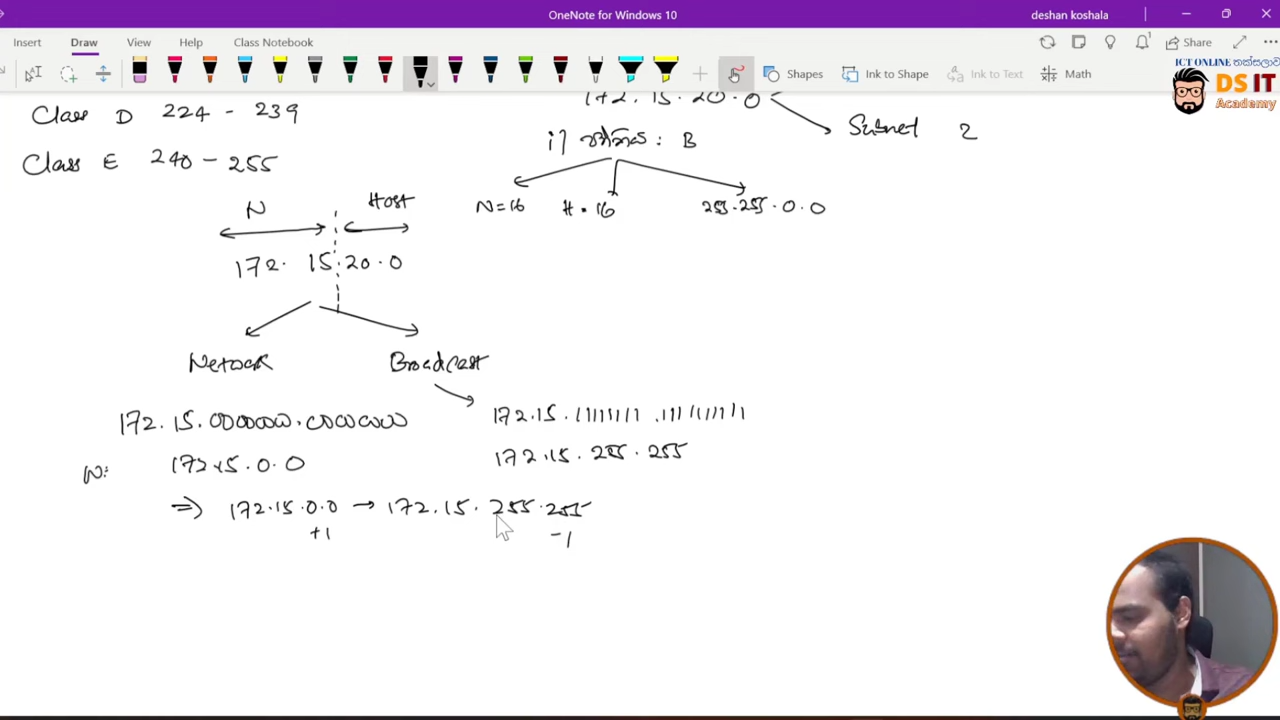 OneNote for Windows 10
deshan koshala
Insert Draw View Help Class Notebook
Share
Shapes Ink to Shape Ink to Text Math
ICT ONLINE තක්සලාව
DS IT
Academy
Class D 224 - 239
172.15.20.0
Subnet 2
i) : B
Class E 240 - 255
N Host
N=16 H=16 255.255.0.0
172. 15.20.0
Network Broadcast
172.15.00000000.00000000
172.15.11111111.11111111
N: 172.15.0.0
172.15.255.255
⇒ 172.15.0.0 → 172.15.255.255
+1 -1